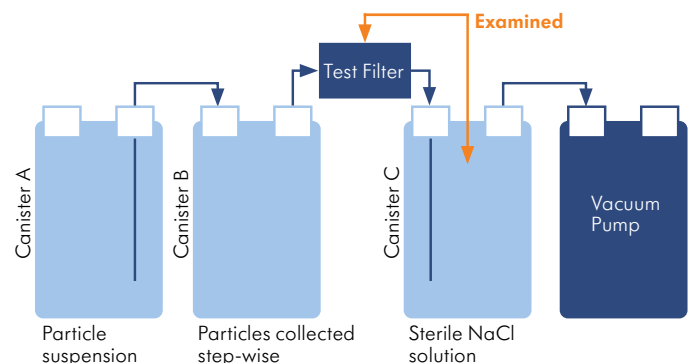 Examined
Test Filter
Canister A
Canister B
Canister C
Vacuum
Pump
Particle
suspension
Particles collected
step-wise
Sterile NaCl
solution